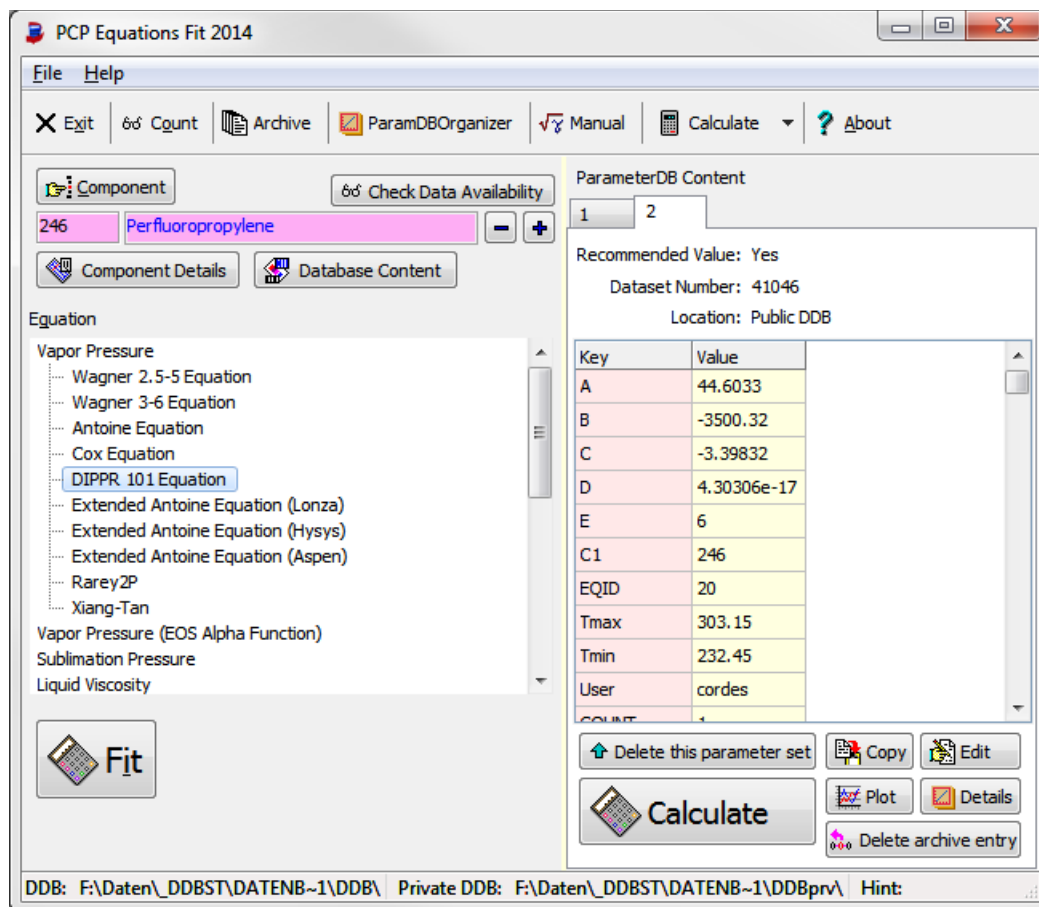 PCP Equations Fit 2014
File Help
Exit Count Archive ParamDBOrganizer Manual Calculate About
Component
Check Data Availability
246 Perfluoropropylene
Component Details Database Content
Equation
Vapor Pressure
Wagner 2.5-5 Equation
Wagner 3-6 Equation
Antoine Equation
Cox Equation
DIPPR 101 Equation
Extended Antoine Equation (Lonza)
Extended Antoine Equation (Hysys)
Extended Antoine Equation (Aspen)
Rarey2P
Xiang-Tan
Vapor Pressure (EOS Alpha Function)
Sublimation Pressure
Liquid Viscosity
Fit
ParameterDB Content
1 2
Recommended Value: Yes
Dataset Number: 41046
Location: Public DDB
Key Value
A 44.6033
B -3500.32
C -3.39832
D 4.30306e-17
E 6
C1 246
EQID 20
Tmax 303.15
Tmin 232.45
User cordes
COUNT 1
Delete this parameter set Copy Edit
Calculate Plot Details
Delete archive entry
DDB: F:\Daten\_DDBST\DATENB~1\DDB\ Private DDB: F:\Daten\_DDBST\DATENB~1\DDBprv\ Hint: